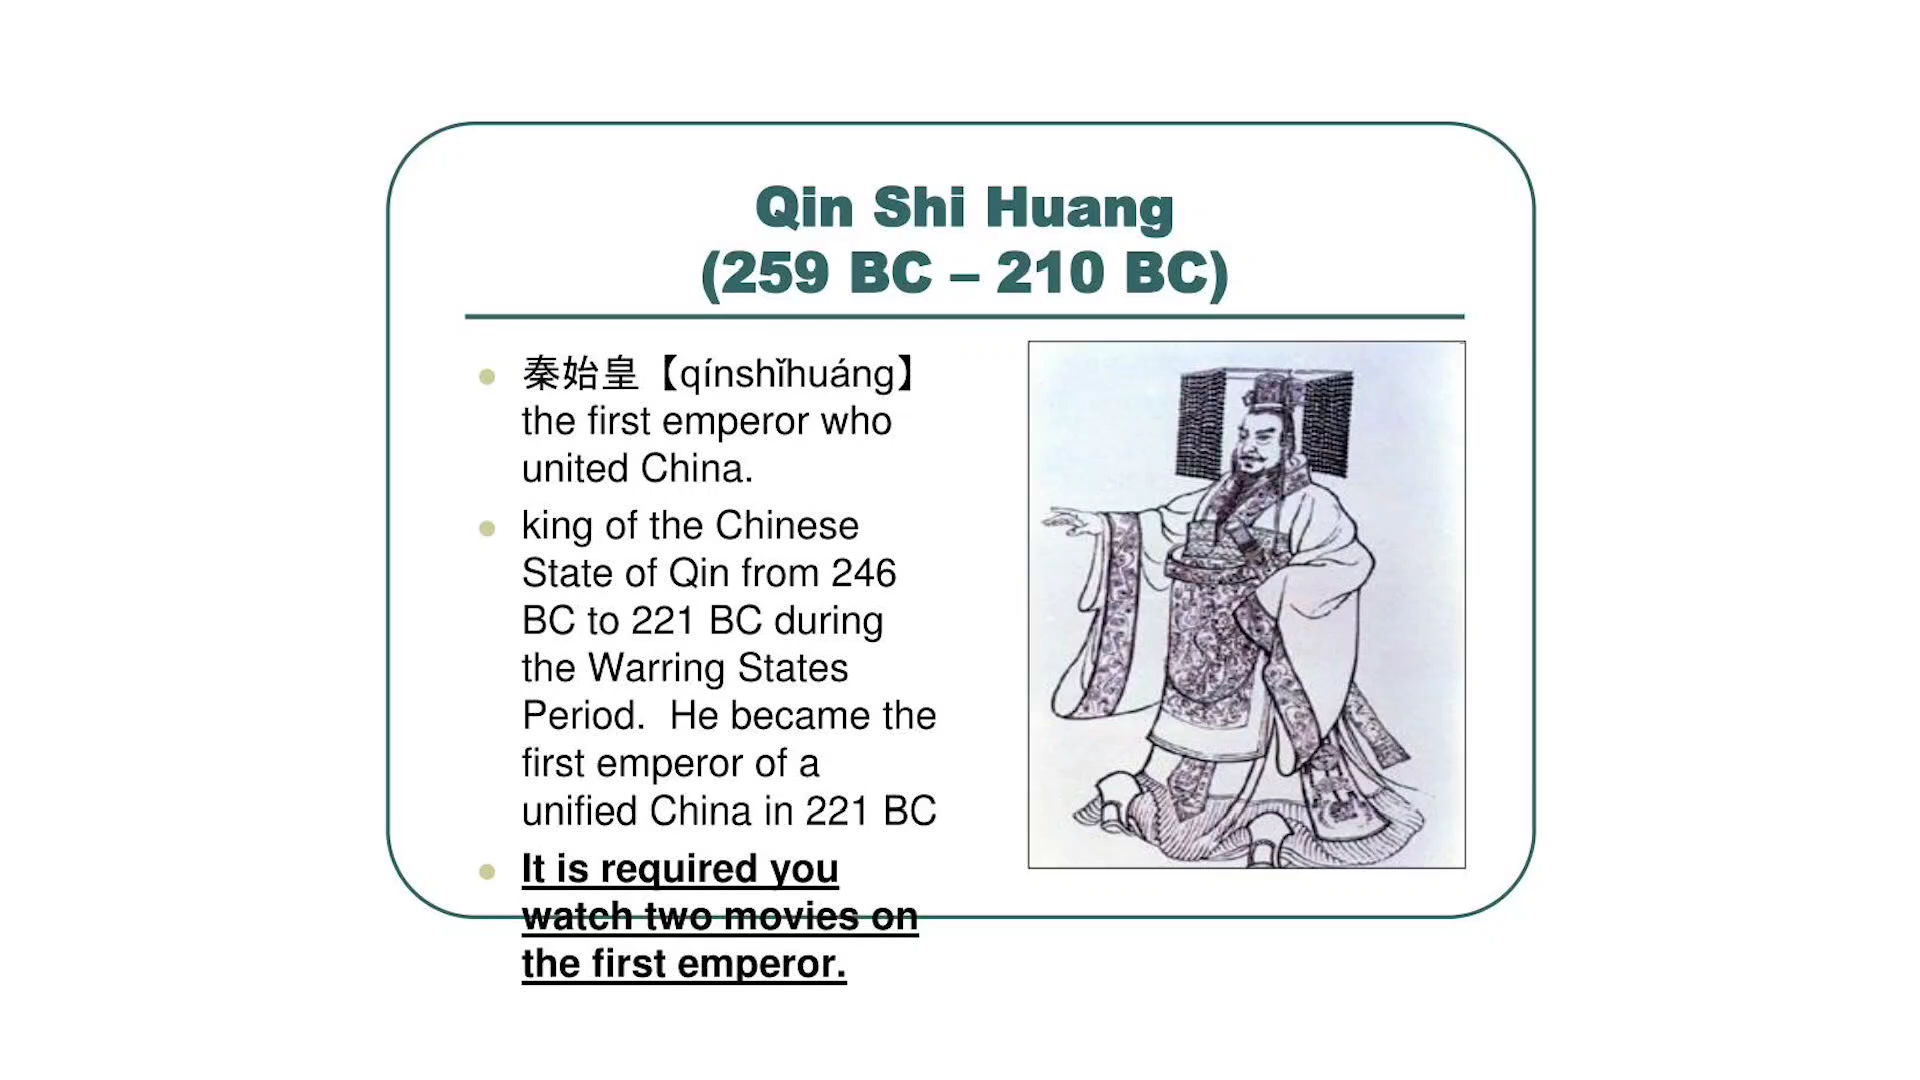 Qin Shi Huang
(259 BC – 210 BC)
秦始皇【qínshǐhuáng】
the first emperor who
united China.
king of the Chinese
State of Qin from 246
BC to 221 BC during
the Warring States
Period.  He became the
first emperor of a
unified China in 221 BC
It is required you
watch two movies on
the first emperor.